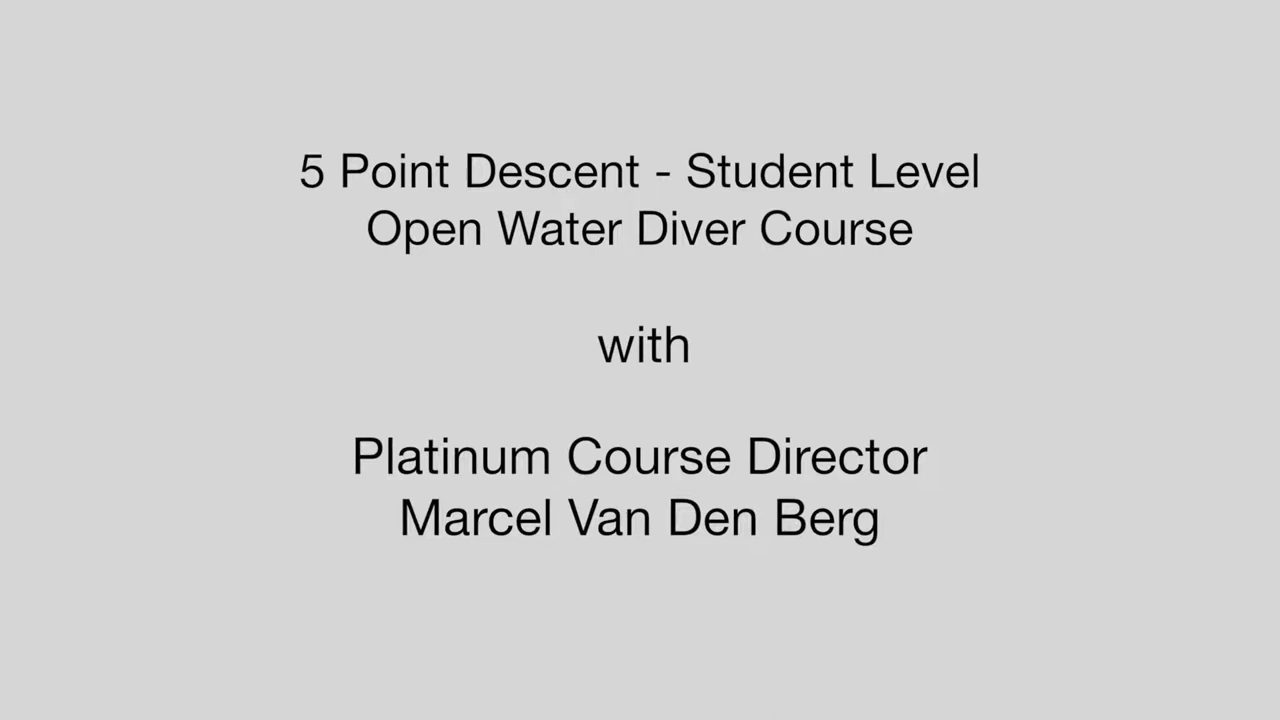 5 Point Descent - Student Level
Open Water Diver Course
with
Platinum Course Director
Marcel Van Den Berg